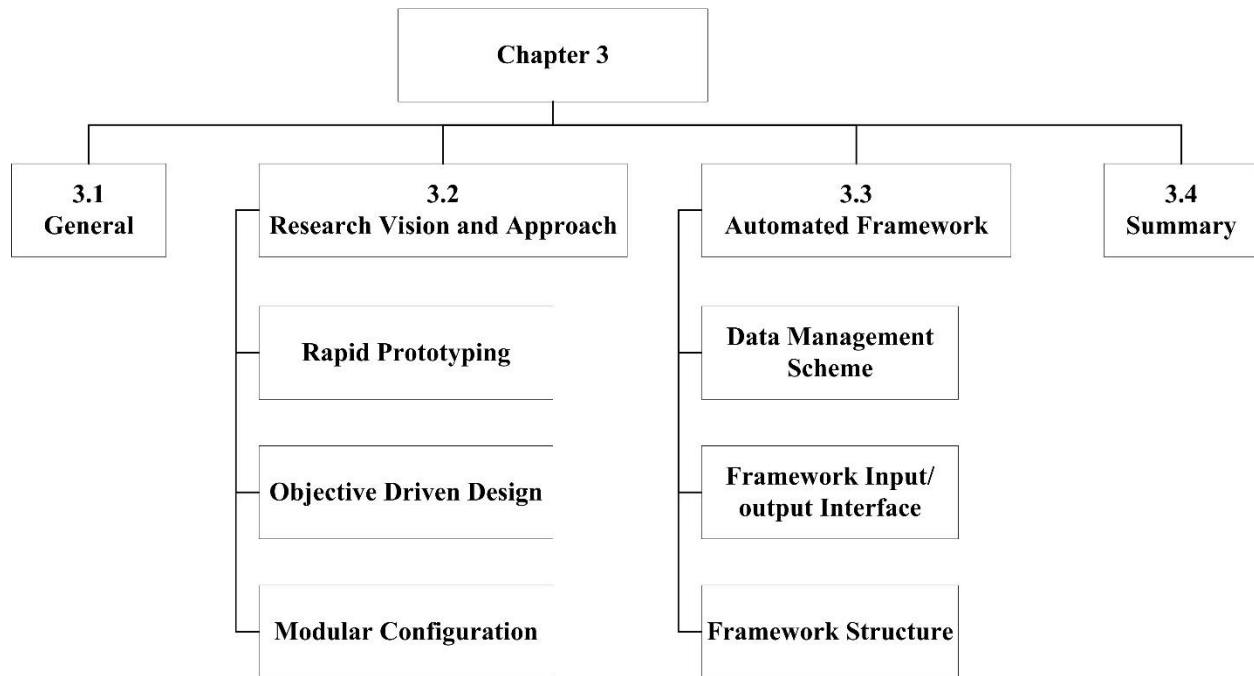 Chapter 3
3.1
General
3.2
Research Vision and Approach
3.3
Automated Framework
3.4
Summary
Rapid Prototyping
Data Management
Scheme
Objective Driven Design
Framework Input/
output Interface
Modular Configuration
Framework Structure